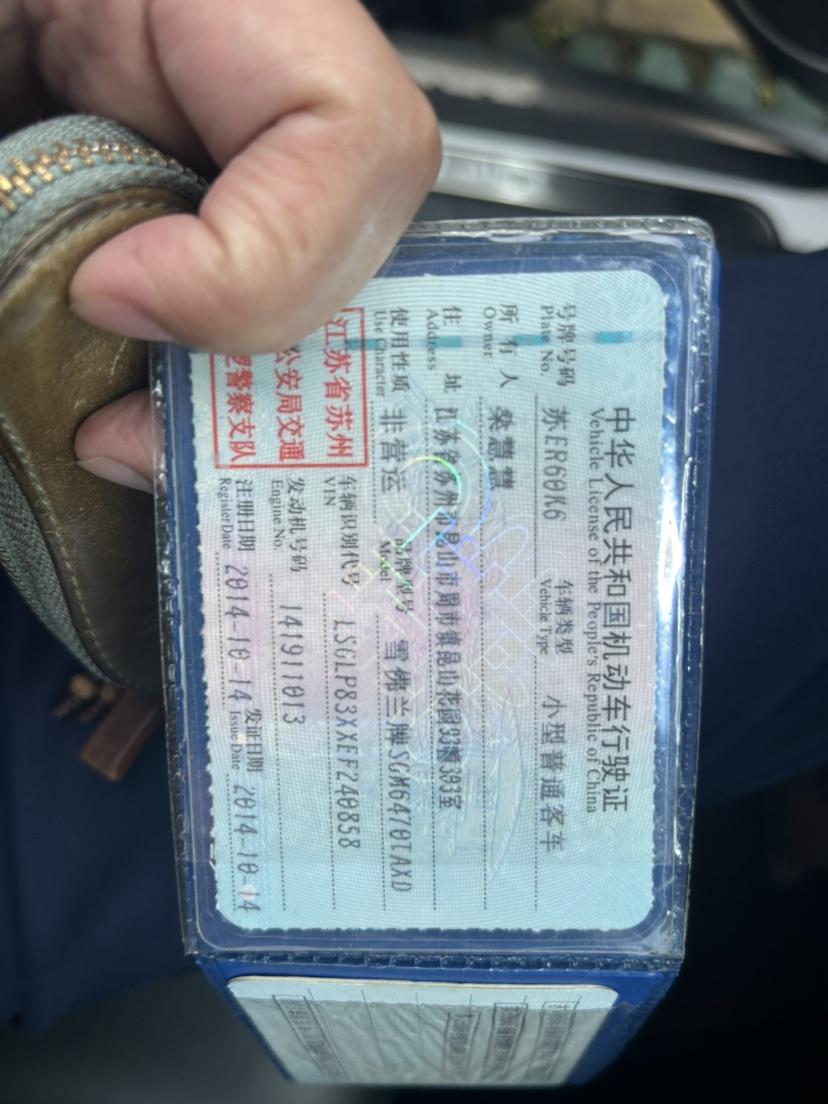 中华人民共和国机动车行驶证
Vehicle License of the People's Republic of China
号牌号码 苏ER60K6 车辆类型 小型普通客车
Plate No. Vehicle Type
所有人 桑慧慧
Owner
住址 江苏省苏州市昆山市周市镇昆山花园93幢303室
Address
使用性质 非营运 品牌型号 雪佛兰牌SGM6470TAXD
Use Character Model
江苏省苏州
公安局交通
警察支队
车辆识别代号 LSGLP83XXEF240858
VIN
发动机号码 141911013
Engine No.
注册日期 2014-10-14 发证日期 2014-10-14
Register Date Issue Date